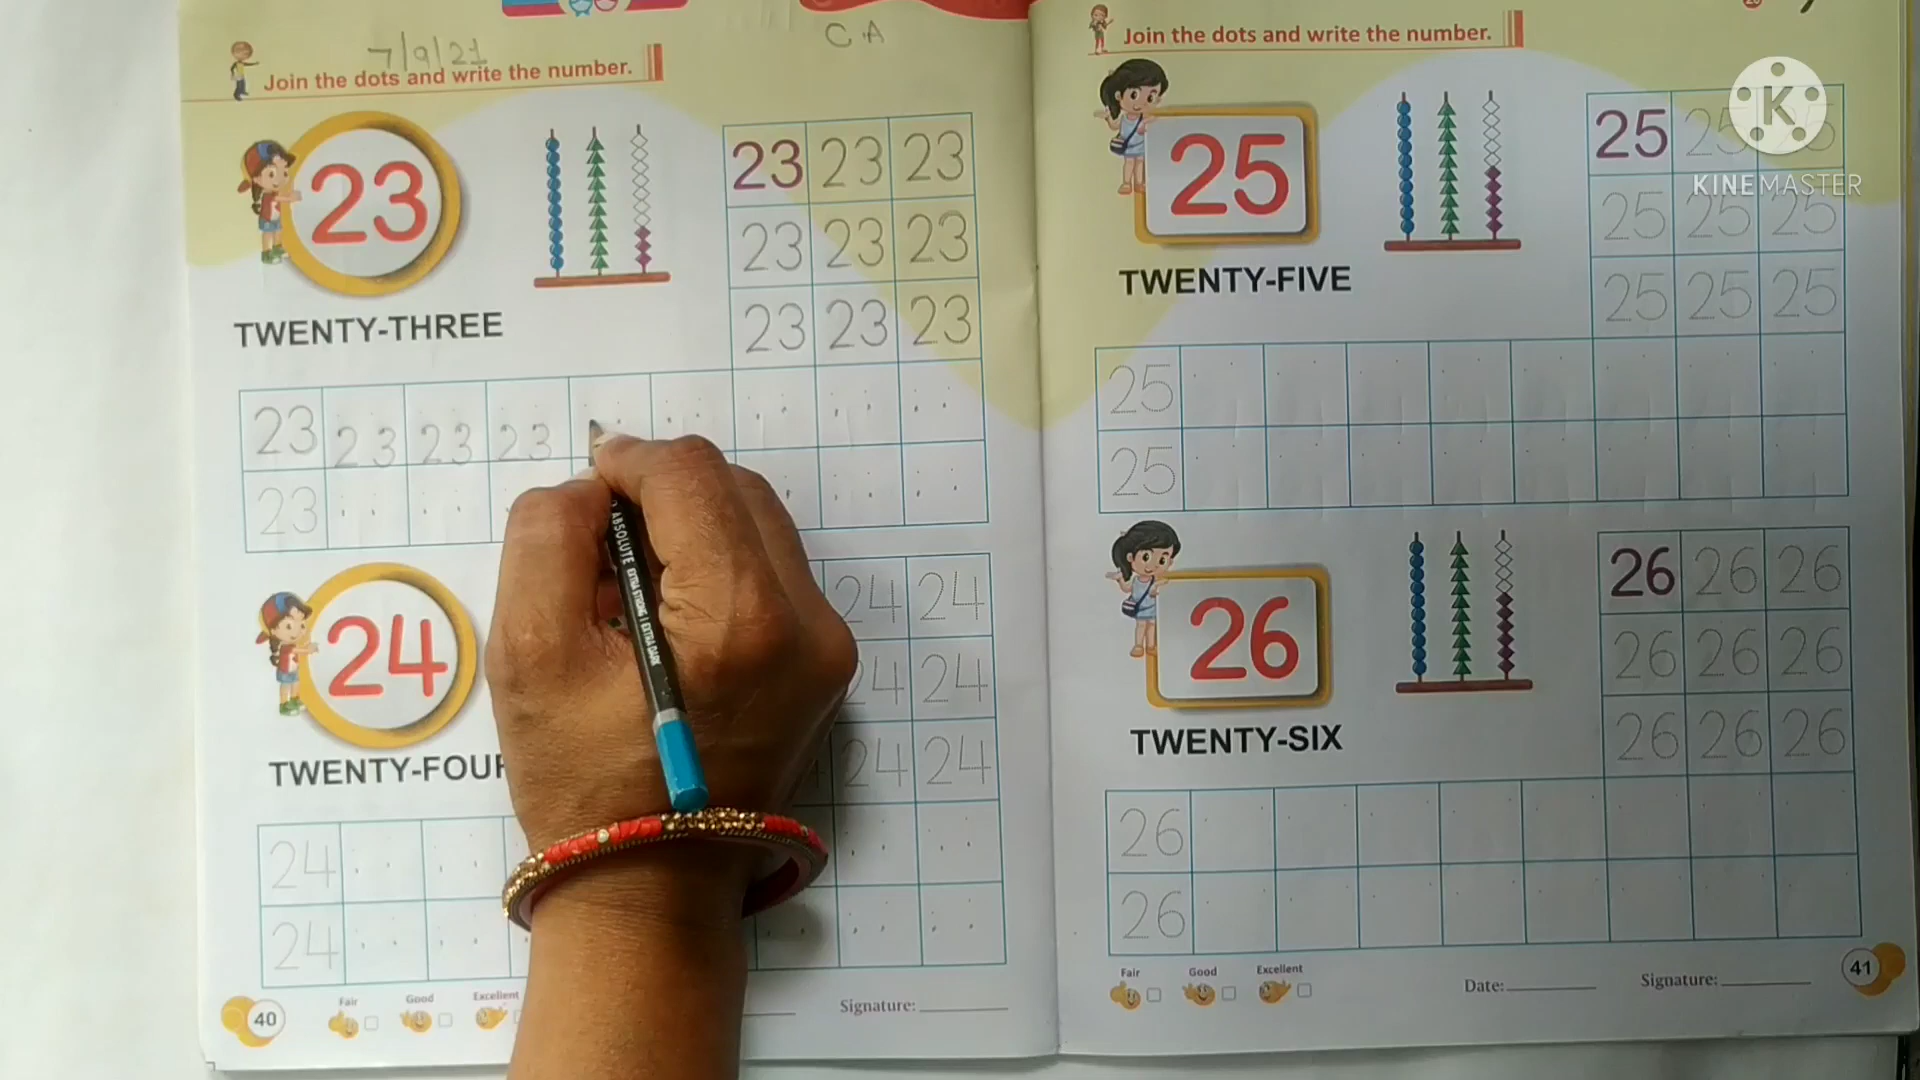 7/9/21
C.A
Join the dots and write the number.
23
23 23 23
23 23 23
23 23 23
TWENTY-THREE
23 23 23 23
23
24
24 24
24 24
24 24
TWENTY-FOUR
24
24
40
Fair Good Excellent
Signature:
ABSOLUTE EXTRA STRONG | EXTRA DARK
Join the dots and write the number.
25
25 25 25
25 25 25
25 25 25
TWENTY-FIVE
25
25
26
26 26 26
26 26 26
26 26 26
TWENTY-SIX
26
26
Fair Good Excellent
Date: Signature:
41
K
KINEMASTER